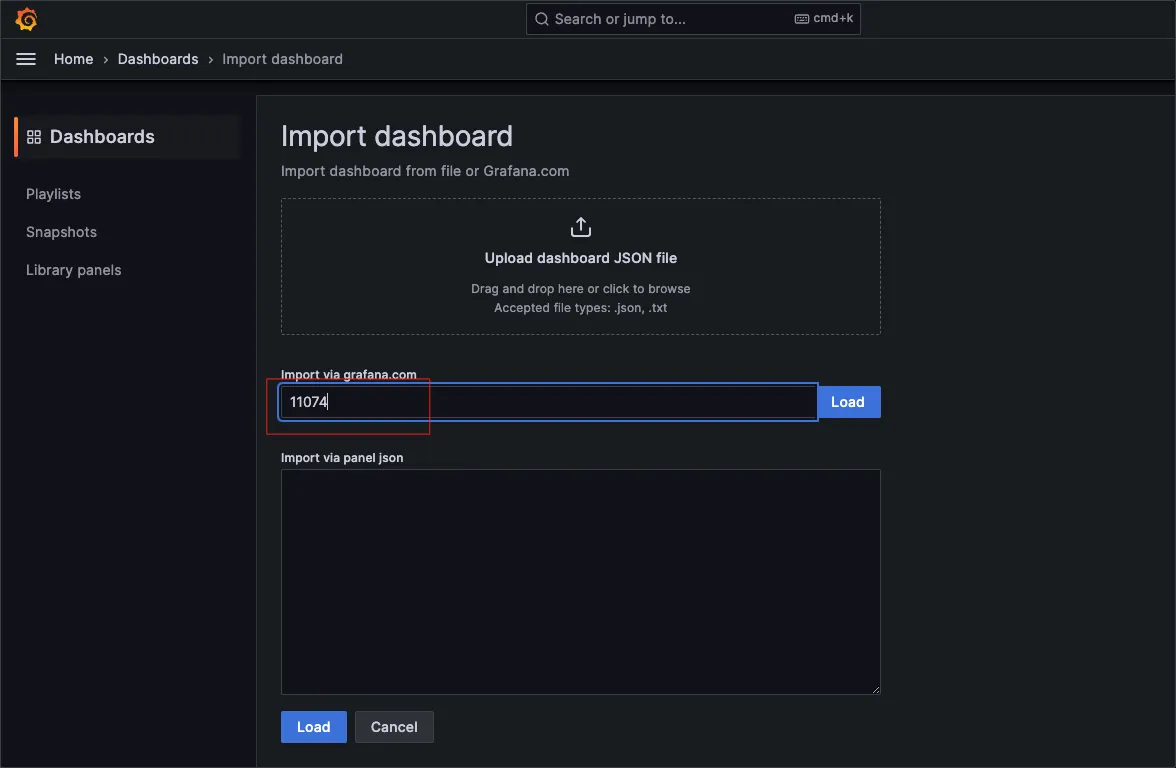 Search or jump to...
cmd+k
Home › Dashboards › Import dashboard
Dashboards
Playlists
Snapshots
Library panels
Import dashboard
Import dashboard from file or Grafana.com
Upload dashboard JSON file
Drag and drop here or click to browse
Accepted file types: .json, .txt
Import via grafana.com
11074
Load
Import via panel json
Load
Cancel